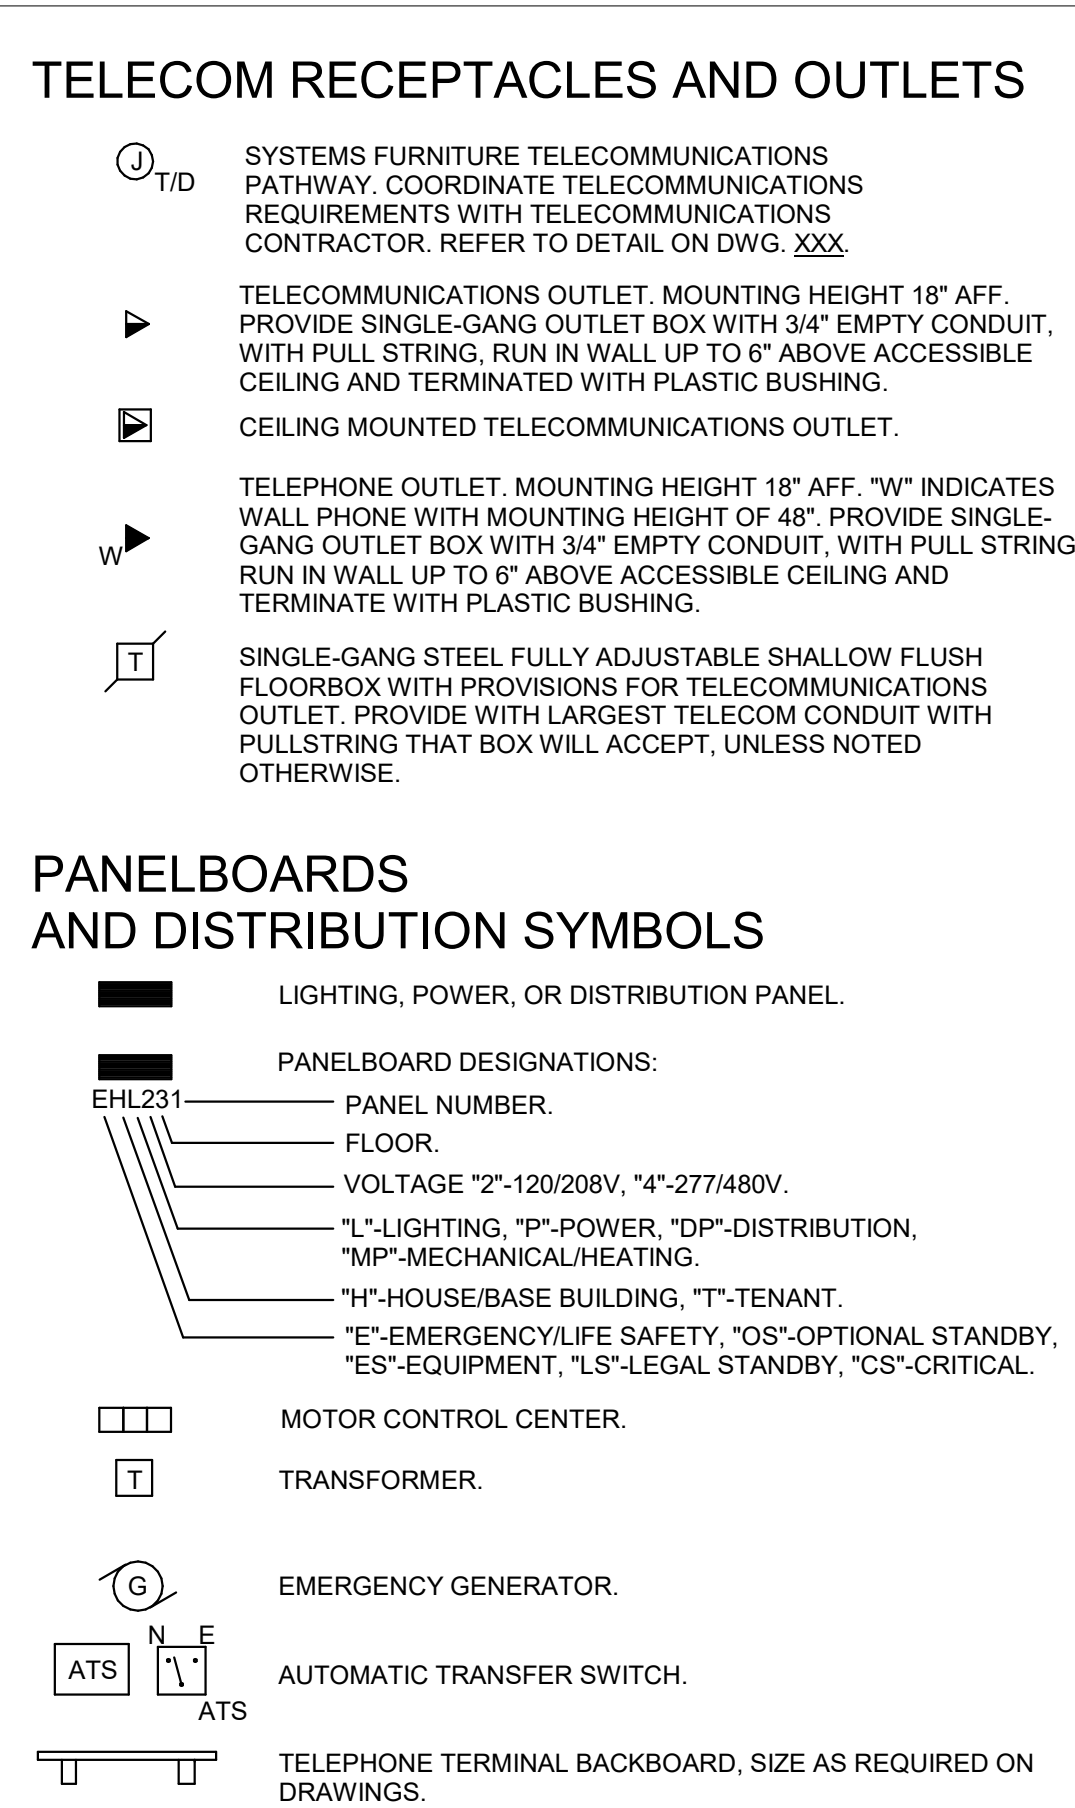 TELECOM RECEPTACLES AND OUTLETS
J
T/D
SYSTEMS FURNITURE TELECOMMUNICATIONS
PATHWAY. COORDINATE TELECOMMUNICATIONS
REQUIREMENTS WITH TELECOMMUNICATIONS
CONTRACTOR. REFER TO DETAIL ON DWG. XXX.
TELECOMMUNICATIONS OUTLET. MOUNTING HEIGHT 18" AFF.
PROVIDE SINGLE-GANG OUTLET BOX WITH 3/4" EMPTY CONDUIT,
WITH PULL STRING, RUN IN WALL UP TO 6" ABOVE ACCESSIBLE
CEILING AND TERMINATED WITH PLASTIC BUSHING.
CEILING MOUNTED TELECOMMUNICATIONS OUTLET.
W
TELEPHONE OUTLET. MOUNTING HEIGHT 18" AFF. "W" INDICATES
WALL PHONE WITH MOUNTING HEIGHT OF 48". PROVIDE SINGLE-
GANG OUTLET BOX WITH 3/4" EMPTY CONDUIT, WITH PULL STRING
RUN IN WALL UP TO 6" ABOVE ACCESSIBLE CEILING AND
TERMINATE WITH PLASTIC BUSHING.
T
SINGLE-GANG STEEL FULLY ADJUSTABLE SHALLOW FLUSH
FLOORBOX WITH PROVISIONS FOR TELECOMMUNICATIONS
OUTLET. PROVIDE WITH LARGEST TELECOM CONDUIT WITH
PULLSTRING THAT BOX WILL ACCEPT, UNLESS NOTED
OTHERWISE.
PANELBOARDS
AND DISTRIBUTION SYMBOLS
LIGHTING, POWER, OR DISTRIBUTION PANEL.
PANELBOARD DESIGNATIONS:
EHL231
PANEL NUMBER.
FLOOR.
VOLTAGE "2"-120/208V, "4"-277/480V.
"L"-LIGHTING, "P"-POWER, "DP"-DISTRIBUTION,
"MP"-MECHANICAL/HEATING.
"H"-HOUSE/BASE BUILDING, "T"-TENANT.
"E"-EMERGENCY/LIFE SAFETY, "OS"-OPTIONAL STANDBY,
"ES"-EQUIPMENT, "LS"-LEGAL STANDBY, "CS"-CRITICAL.
MOTOR CONTROL CENTER.
T
TRANSFORMER.
G
EMERGENCY GENERATOR.
N E
ATS
ATS
AUTOMATIC TRANSFER SWITCH.
TELEPHONE TERMINAL BACKBOARD, SIZE AS REQUIRED ON
DRAWINGS.